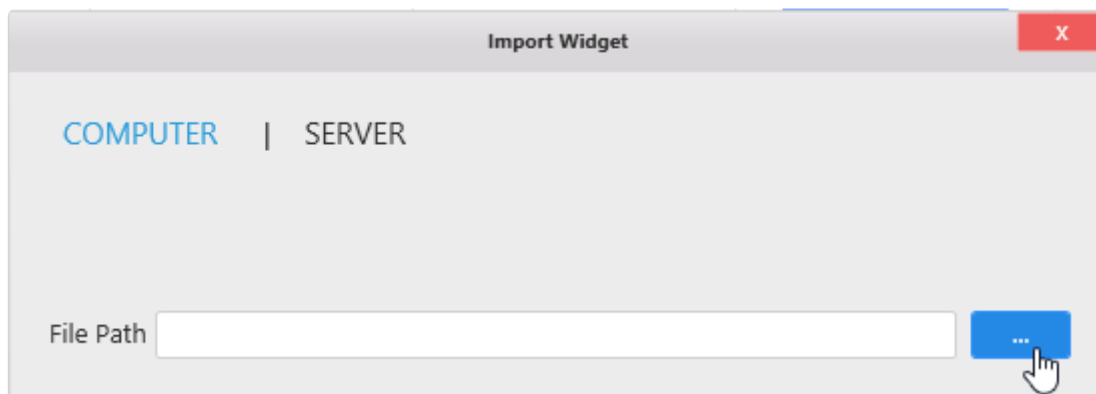 Import Widget X
COMPUTER | SERVER
File Path ...